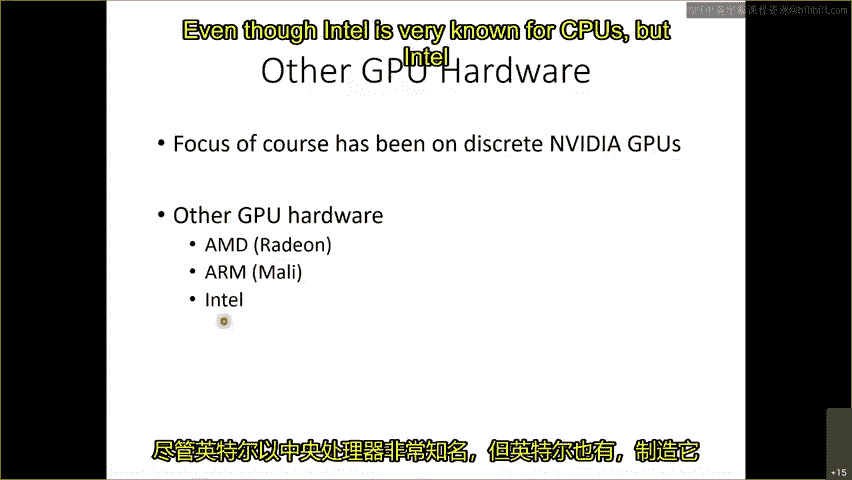 Even though Intel is very known for CPUs, but
Intel
Other GPU Hardware
• Focus of course has been on discrete NVIDIA GPUs
• Other GPU hardware
• AMD (Radeon)
• ARM (Mali)
• Intel
尽管英特尔以中央处理器非常知名，但英特尔也有，制造它
+15